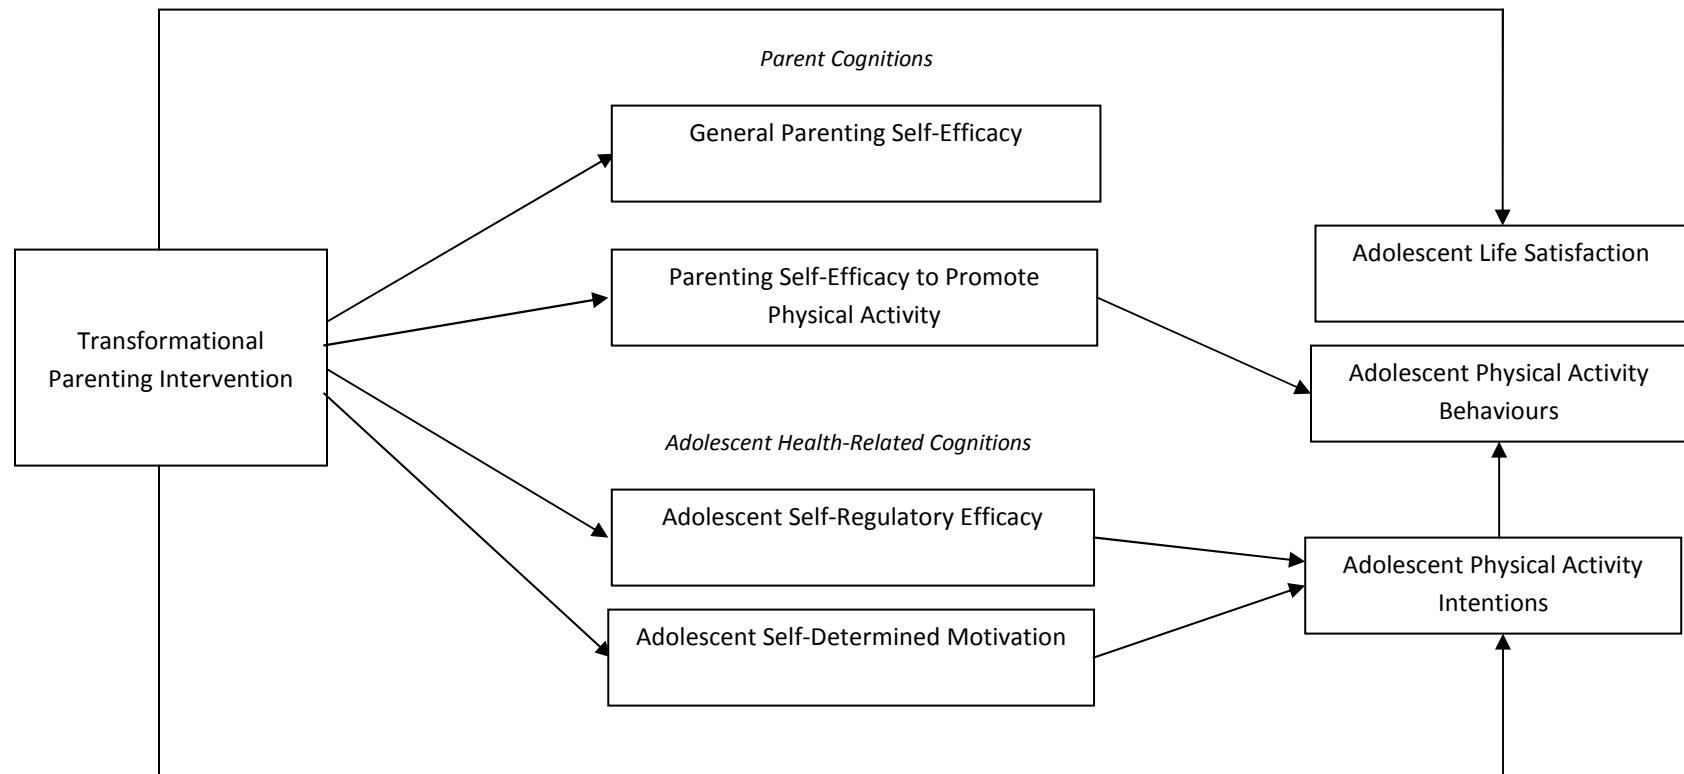 Parent Cognitions
General Parenting Self-Efficacy
Adolescent Life Satisfaction
Parenting Self-Efficacy to Promote
Physical Activity
Transformational
Parenting Intervention
Adolescent Physical Activity
Behaviours
Adolescent Health-Related Cognitions
Adolescent Self-Regulatory Efficacy
Adolescent Physical Activity
Intentions
Adolescent Self-Determined Motivation